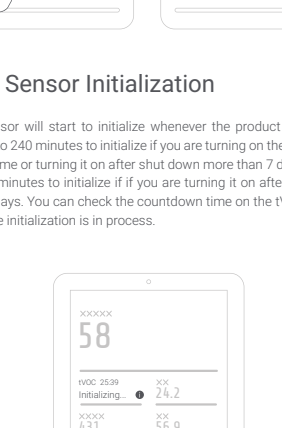 Sensor Initialization
sor will start to initialize whenever the product
o 240 minutes to initialize if you are turning on the
me or turning it on after shut down more than 7 d
minutes to initialize if if you are turning it on afte
ays. You can check the countdown time on the tV
e initialization is in process.
xxxxx
58
tVOC 25:39
Initializing...
xx
24.2
xxxx
431
xx
56.9